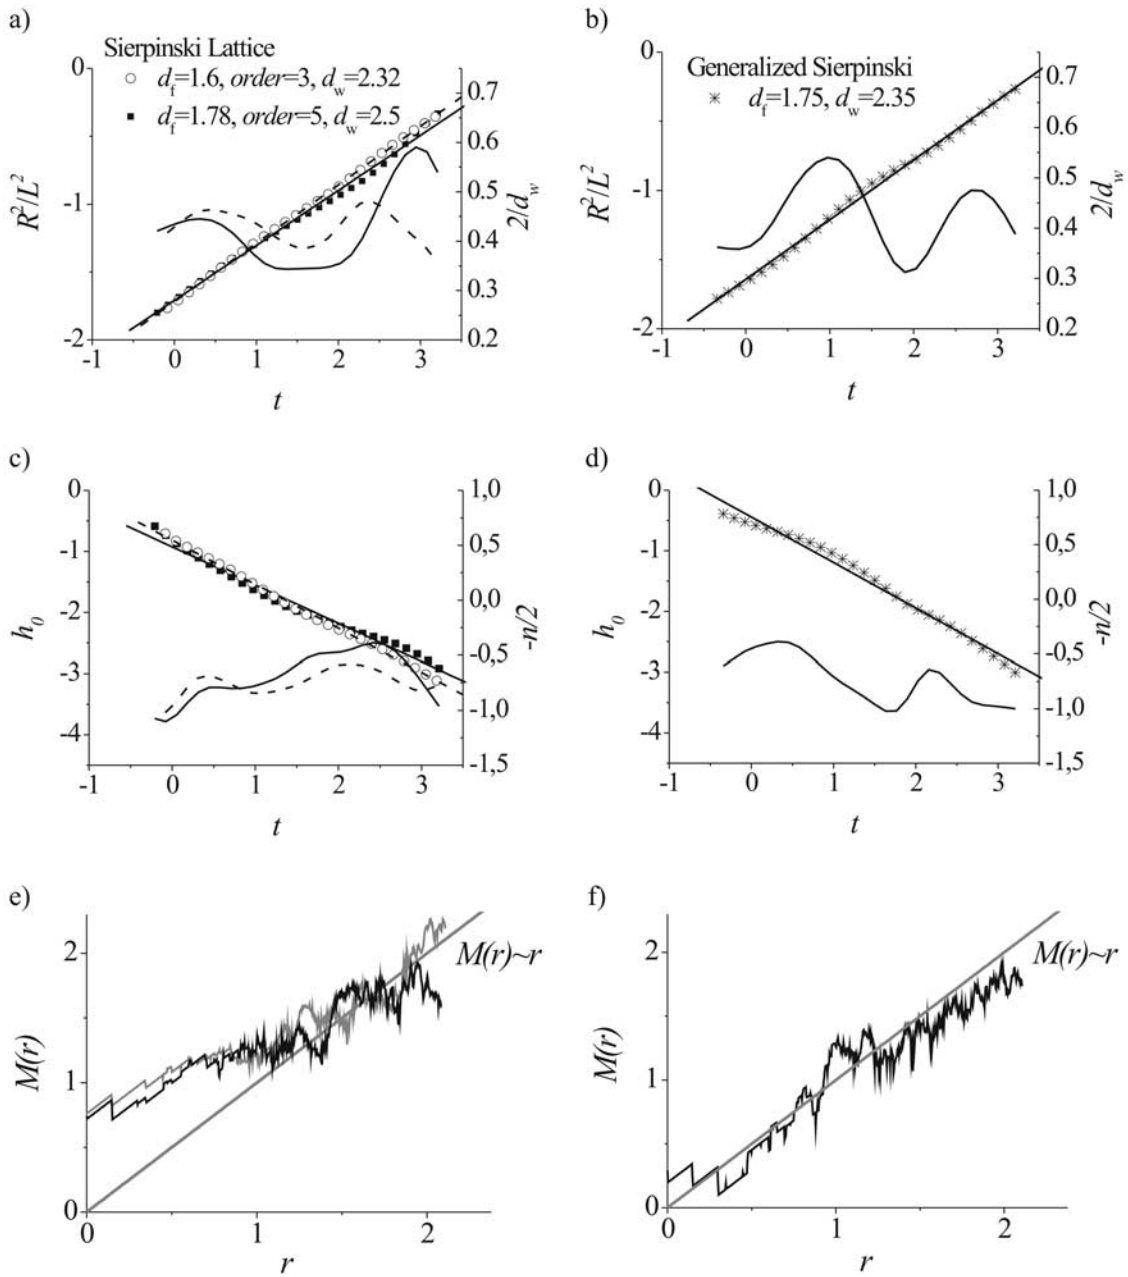 a)
Sierpinski Lattice
d_f=1.6, order=3, d_w=2.32
d_f=1.78, order=5, d_w=2.5
0
-1
-2
R²/L²
0.7
0.6
0.5
0.4
0.3
0.2
2/d_w
-1 0 1 2 3
t
b)
Generalized Sierpinski
d_f=1.75, d_w=2.35
0
-1
-2
R²/L²
0.7
0.6
0.5
0.4
0.3
0.2
2/d_w
-1 0 1 2 3
t
c)
0
-1
-2
-3
-4
h_0
1,0
0,5
0,0
-0,5
-1,0
-1,5
-n/2
-1 0 1 2 3
t
d)
0
-1
-2
-3
-4
h_0
1,0
0,5
0,0
-0,5
-1,0
-1,5
-n/2
-1 0 1 2 3
t
e)
2
1
0
M(r)
M(r)~r
0 1 2
r
f)
2
1
0
M(r)
M(r)~r
0 1 2
r